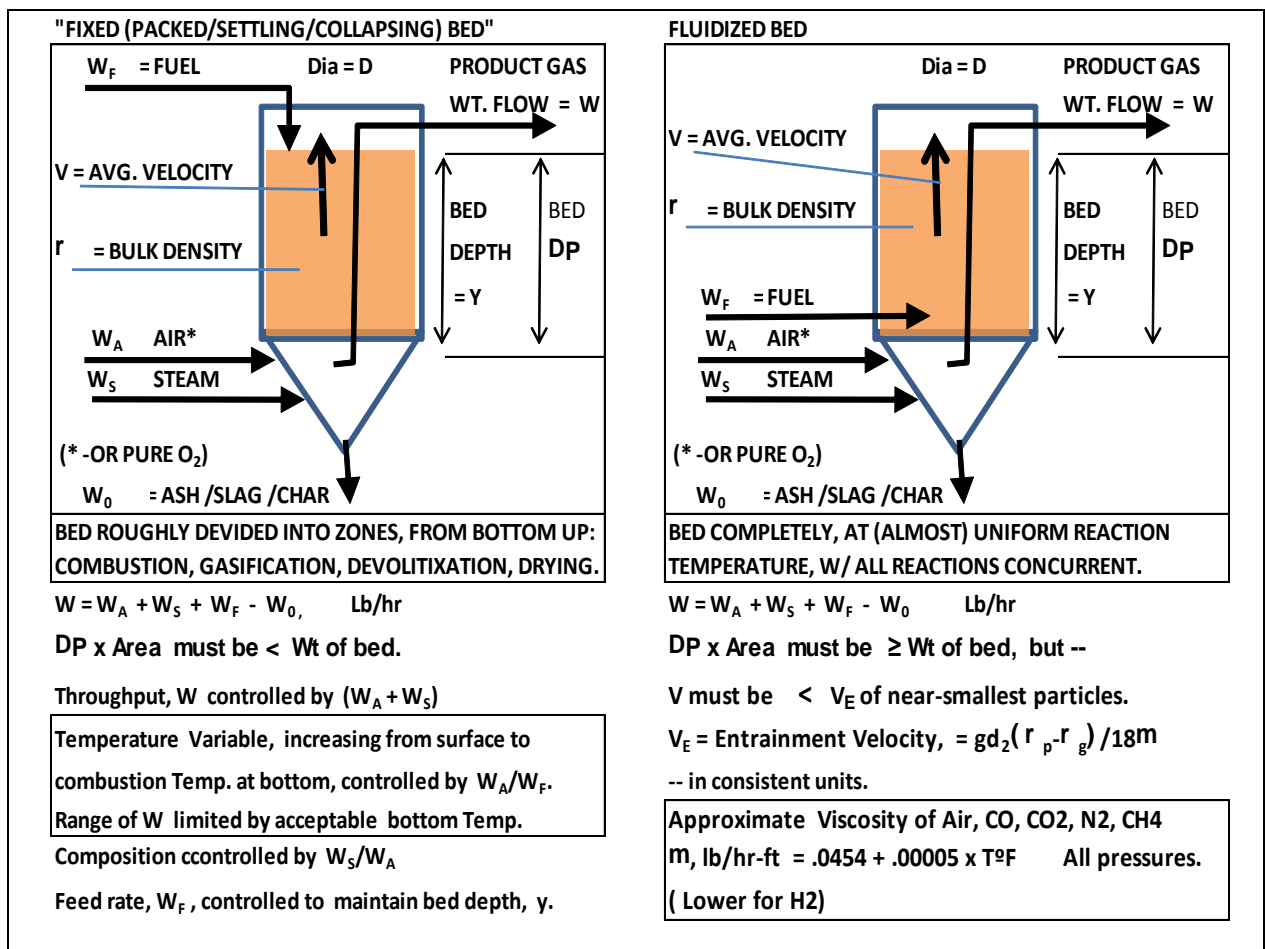 "FIXED (PACKED/SETTLING/COLLAPSING) BED"
W_F = FUEL
Dia = D
PRODUCT GAS
WT. FLOW = W
V = AVG. VELOCITY
BED
DEPTH
= Y
BED
DP
r = BULK DENSITY
W_A AIR*
W_S STEAM
(* -OR PURE O₂)
W₀ = ASH /SLAG /CHAR
BED ROUGHLY DEVIDED INTO ZONES, FROM BOTTOM UP:
COMBUSTION, GASIFICATION, DEVOLITIXATION, DRYING.
W = W_A + W_S + W_F - W₀, Lb/hr
DP x Area must be < Wt of bed.
Throughput, W controlled by (W_A + W_S)
Temperature Variable, increasing from surface to
combustion Temp. at bottom, controlled by W_A/W_F.
Range of W limited by acceptable bottom Temp.
Composition ccontrolled by W_S/W_A
Feed rate, W_F , controlled to maintain bed depth, y.
FLUIDIZED BED
Dia = D
PRODUCT GAS
WT. FLOW = W
V = AVG. VELOCITY
r = BULK DENSITY
BED
DEPTH
= Y
BED
DP
W_F = FUEL
W_A AIR*
W_S STEAM
(* -OR PURE O₂)
W₀ = ASH /SLAG /CHAR
BED COMPLETELY, AT (ALMOST) UNIFORM REACTION
TEMPERATURE, W/ ALL REACTIONS CONCURRENT.
W = W_A + W_S + W_F - W₀ Lb/hr
DP x Area must be ≥ Wt of bed, but --
V must be < V_E of near-smallest particles.
V_E = Entrainment Velocity, = gd₂( r _p-r _g) /18m
-- in consistent units.
Approximate Viscosity of Air, CO, CO2, N2, CH4
m, lb/hr-ft = .0454 + .00005 x TºF All pressures.
( Lower for H2)